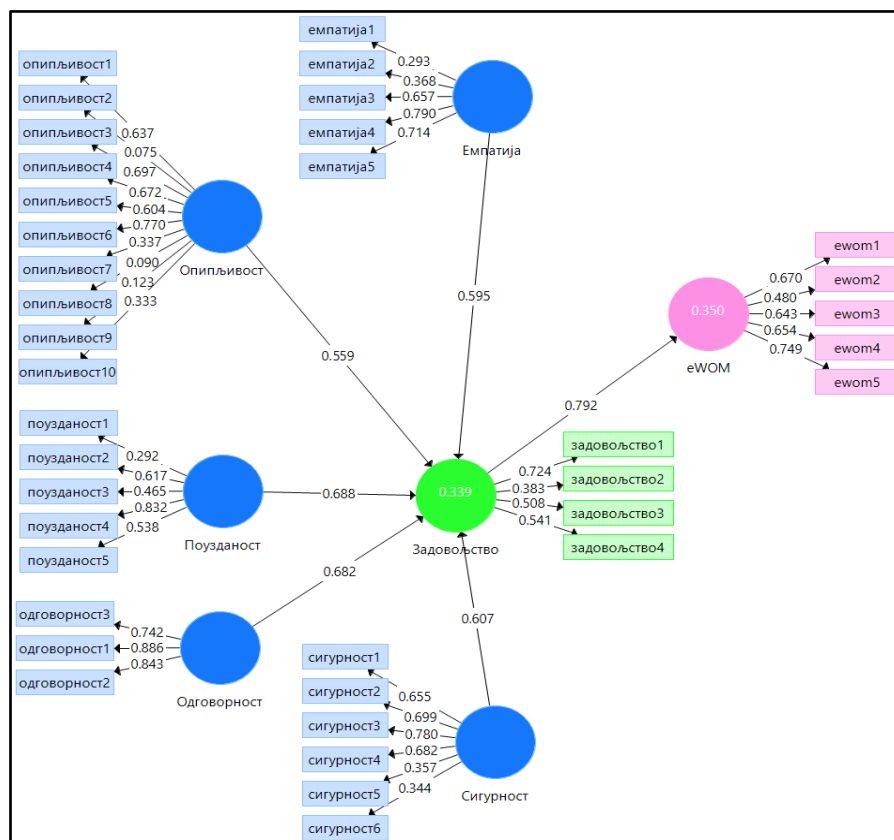 опипљивост1
опипљивост2
опипљивост3
опипљивост4
опипљивост5
опипљивост6
опипљивост7
опипљивост8
опипљивост9
опипљивост10
0.637
0.075
0.697
0.672
0.604
0.770
0.337
0.090
0.123
0.333
Опипљивост
емпатија1
емпатија2
емпатија3
емпатија4
емпатија5
0.293
0.368
0.657
0.790
0.714
Емпатија
0.595
0.559
поузданост1
поузданост2
поузданост3
поузданост4
поузданост5
0.292
0.617
0.465
0.832
0.538
Поузданост
0.688
одговорност3
одговорност1
одговорност2
0.742
0.886
0.843
Одговорност
0.682
сигурност1
сигурност2
сигурност3
сигурност4
сигурност5
сигурност6
0.655
0.699
0.780
0.682
0.357
0.344
Сигурност
0.607
0.339
Задовољство
0.724
0.383
0.508
0.541
задовољство1
задовољство2
задовољство3
задовољство4
0.792
0.350
eWOM
0.670
0.480
0.643
0.654
0.749
ewom1
ewom2
ewom3
ewom4
ewom5